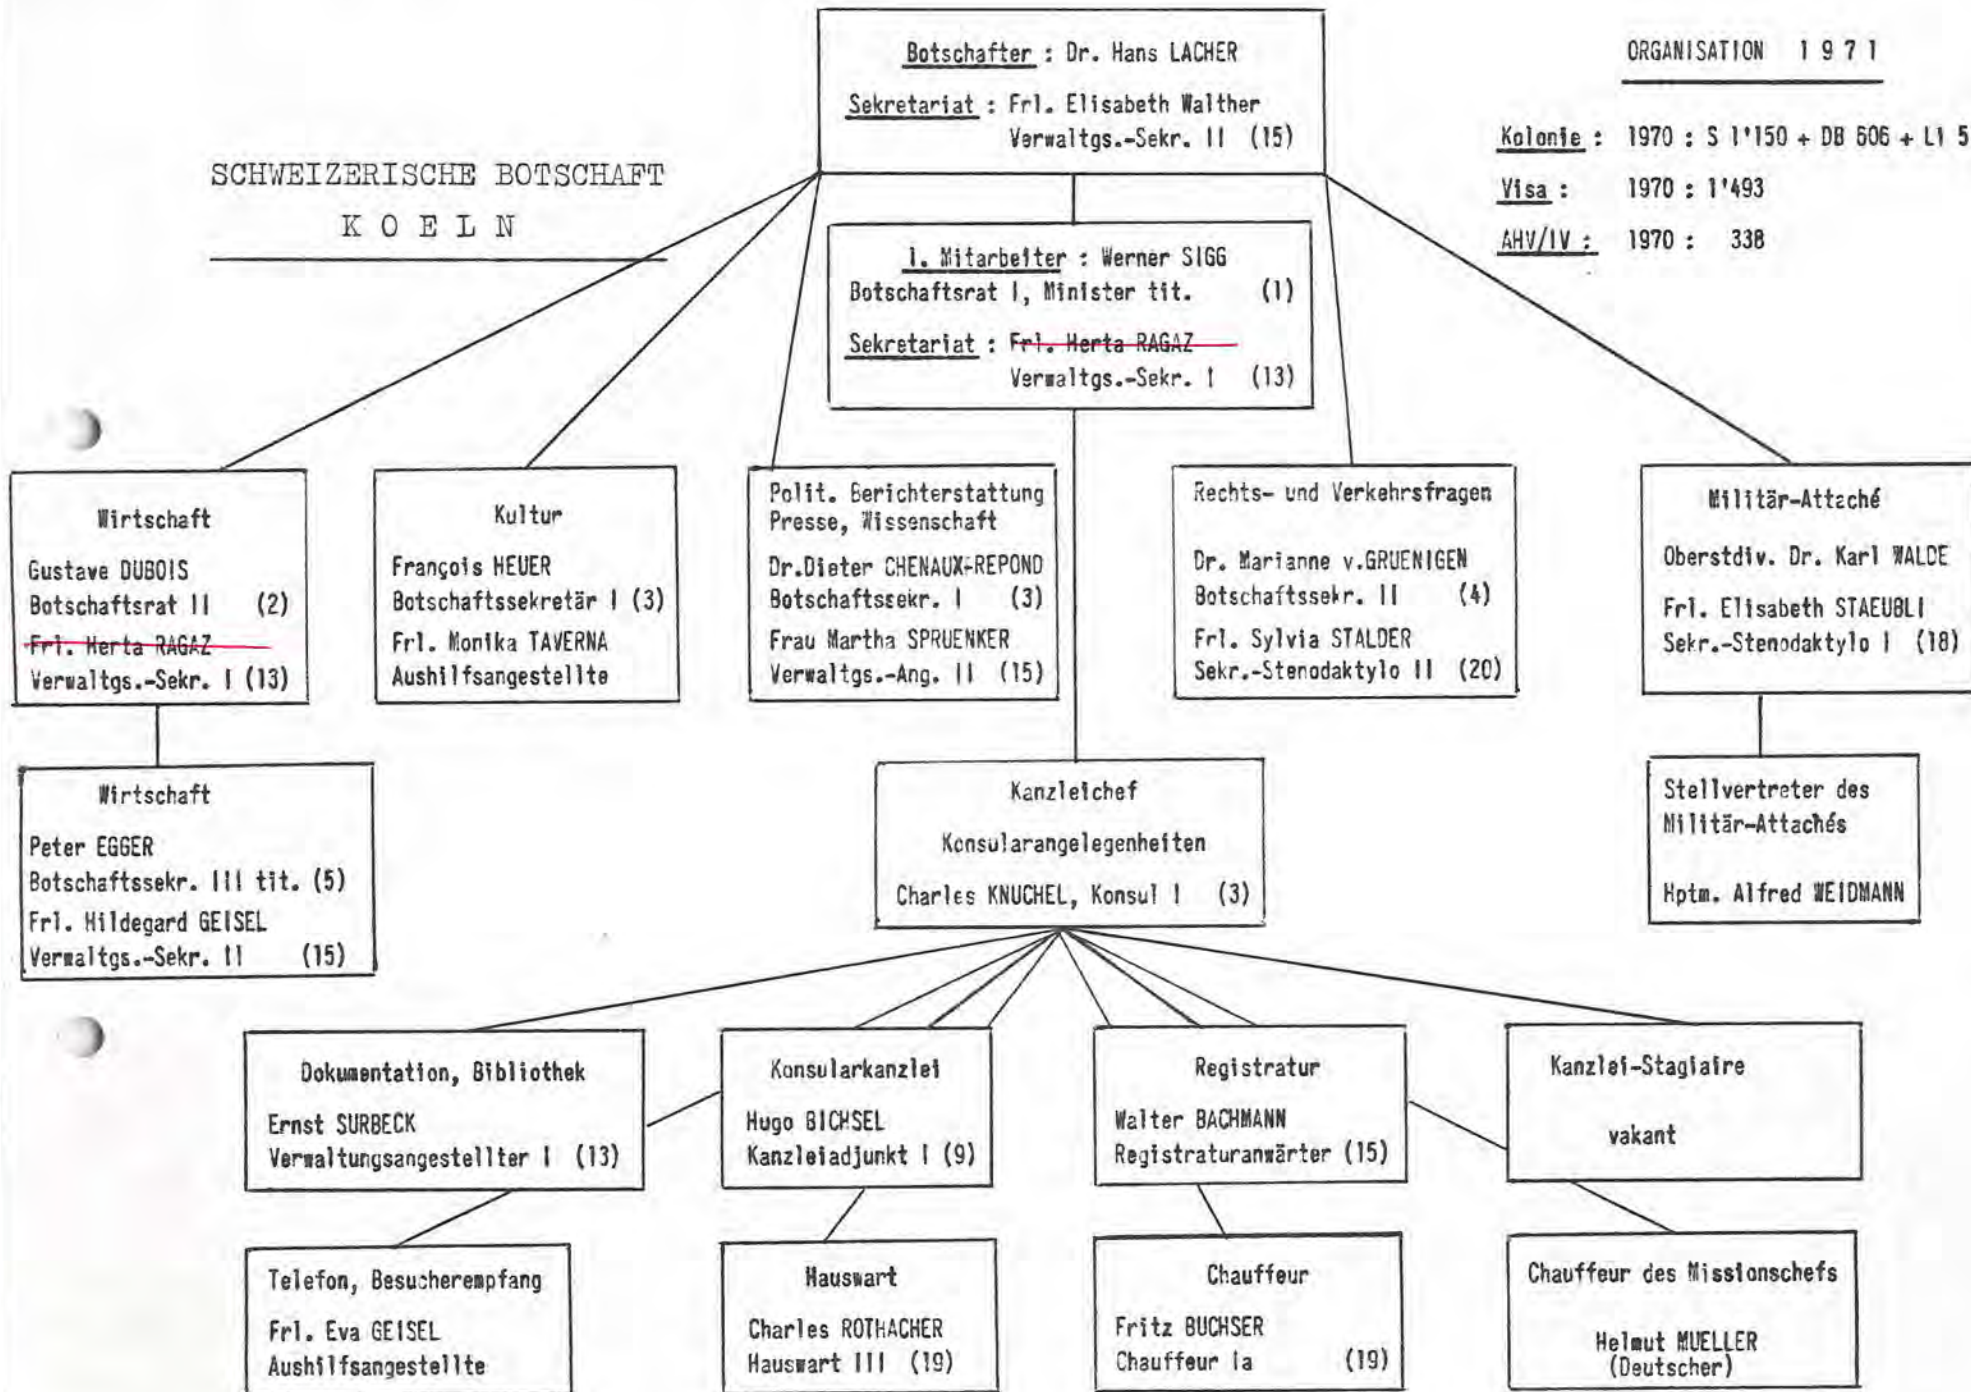 SCHWEIZERISCHE BOTSCHAFT
K O E L N
Botschafter : Dr. Hans LACHER
Sekretariat : Frl. Elisabeth Walther
Verwaltgs.-Sekr. II (15)
ORGANISATION 1 9 7 1
Kolonie : 1970 : S 1'150 + DB 606 + Li 5
Visa : 1970 : 1'493
AHV/IV : 1970 : 338
1. Mitarbeiter : Werner SIGG
Botschaftsrat I, Minister tit. (1)
Sekretariat : Frl. Herta RAGAZ
Verwaltgs.-Sekr. I (13)
Wirtschaft
Gustave DUBOIS
Botschaftsrat II (2)
Frl. Herta RAGAZ
Verwaltgs.-Sekr. I (13)
Kultur
François HEUER
Botschaftssekretär I (3)
Frl. Monika TAVERNA
Aushilfsangestellte
Polit. Berichterstattung
Presse, Wissenschaft
Dr.Dieter CHENAUX-REPOND
Botschaftssekr. I (3)
Frau Martha SPRUENKER
Verwaltgs.-Ang. II (15)
Rechts- und Verkehrsfragen
Dr. Marianne v.GRUENIGEN
Botschaftssekr. II (4)
Frl. Sylvia STALDER
Sekr.-Stenodaktylo II (20)
Militär-Attaché
Oberstdiv. Dr. Karl WALDE
Frl. Elisabeth STAEUBLI
Sekr.-Stenodaktylo I (18)
Wirtschaft
Peter EGGER
Botschaftssekr. III tit. (5)
Frl. Hildegard GEISEL
Verwaltgs.-Sekr. II (15)
Kanzleichef
Konsularangelegenheiten
Charles KNUCHEL, Konsul I (3)
Stellvertreter des
Militär-Attachés
Hptm. Alfred WEIDMANN
Dokumentation, Bibliothek
Ernst SURBECK
Verwaltungsangestellter I (13)
Konsularkanzlei
Hugo BICHSEL
Kanzleiadjunkt I (9)
Registratur
Walter BACHMANN
Registraturanwärter (15)
Kanzlei-Stagiaire
vakant
Telefon, Besucherempfang
Frl. Eva GEISEL
Aushilfsangestellte
Hauswart
Charles ROTHACHER
Hauswart III (19)
Chauffeur
Fritz BUCHSER
Chauffeur Ia (19)
Chauffeur des Missionschefs
Helmut MUELLER
(Deutscher)